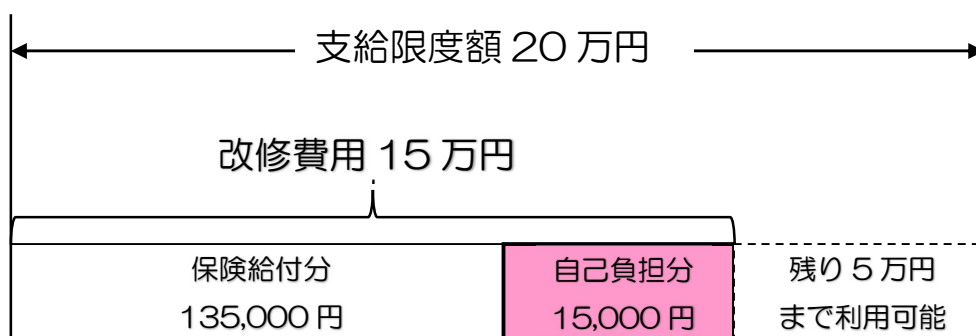 支給限度額 20 万円
改修費用 15 万円
保険給付分
135,000 円
自己負担分
15,000 円
残り 5 万円
まで利用可能